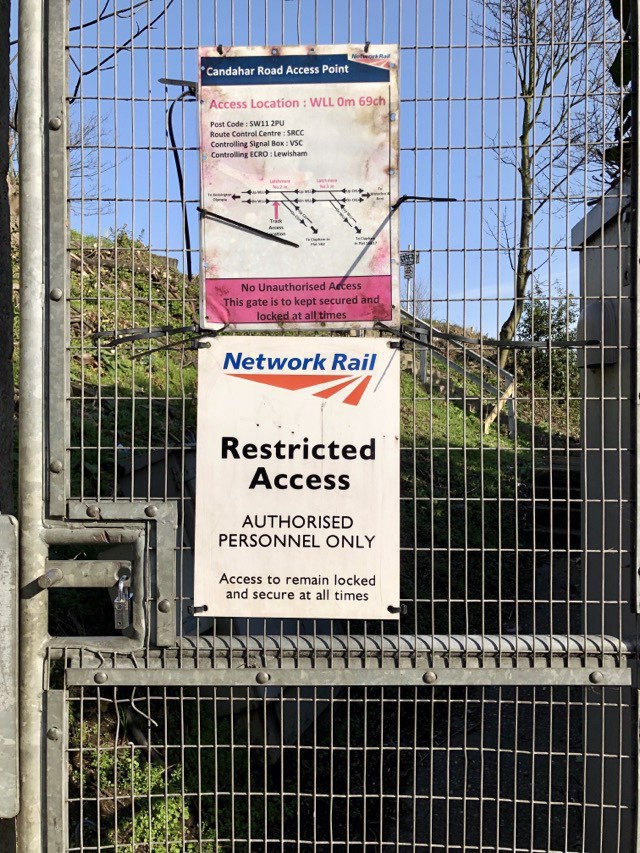 Candahar Road Access Point
Network Rail
Access Location : WLL 0m 69ch
Post Code : SW11 2PU
Route Control Centre : SRCC
Controlling Signal Box : VSC
Controlling ECRO : Lewisham
Track
Access
No Unauthorised Access
This gate is to kept secured and
locked at all times
Network Rail
Restricted
Access
AUTHORISED
PERSONNEL ONLY
Access to remain locked
and secure at all times